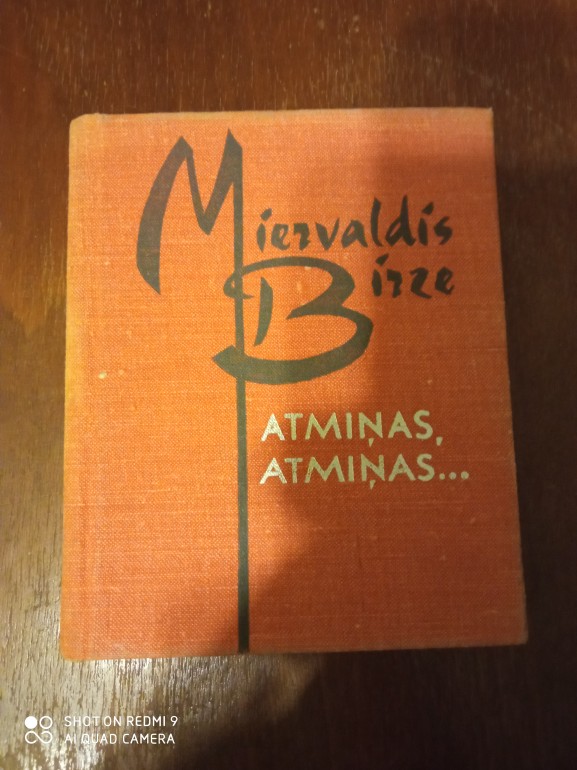 Miervaldis
Birze
ATMIŅAS,
ATMIŅAS...
SHOT ON REDMI 9
AI QUAD CAMERA